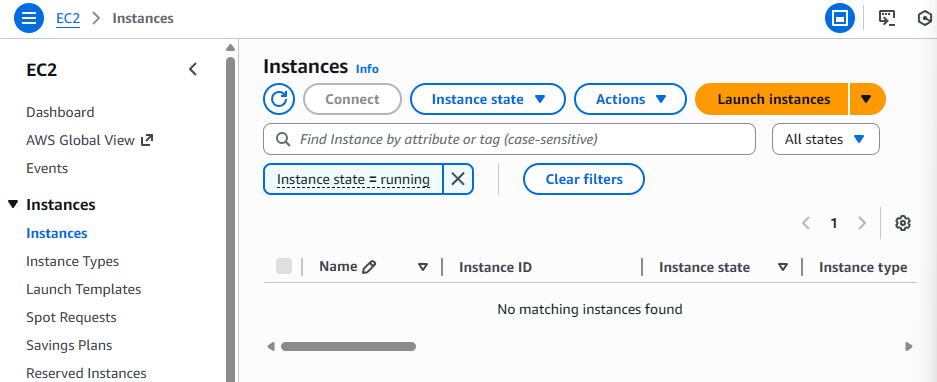 EC2 > Instances
EC2
Dashboard
AWS Global View
Events
Instances
Instances
Instance Types
Launch Templates
Spot Requests
Savings Plans
Reserved Instances
Instances Info
Connect Instance state Actions Launch instances
Find Instance by attribute or tag (case-sensitive) All states
Instance state = running Clear filters
1
Name Instance ID Instance state Instance type
No matching instances found